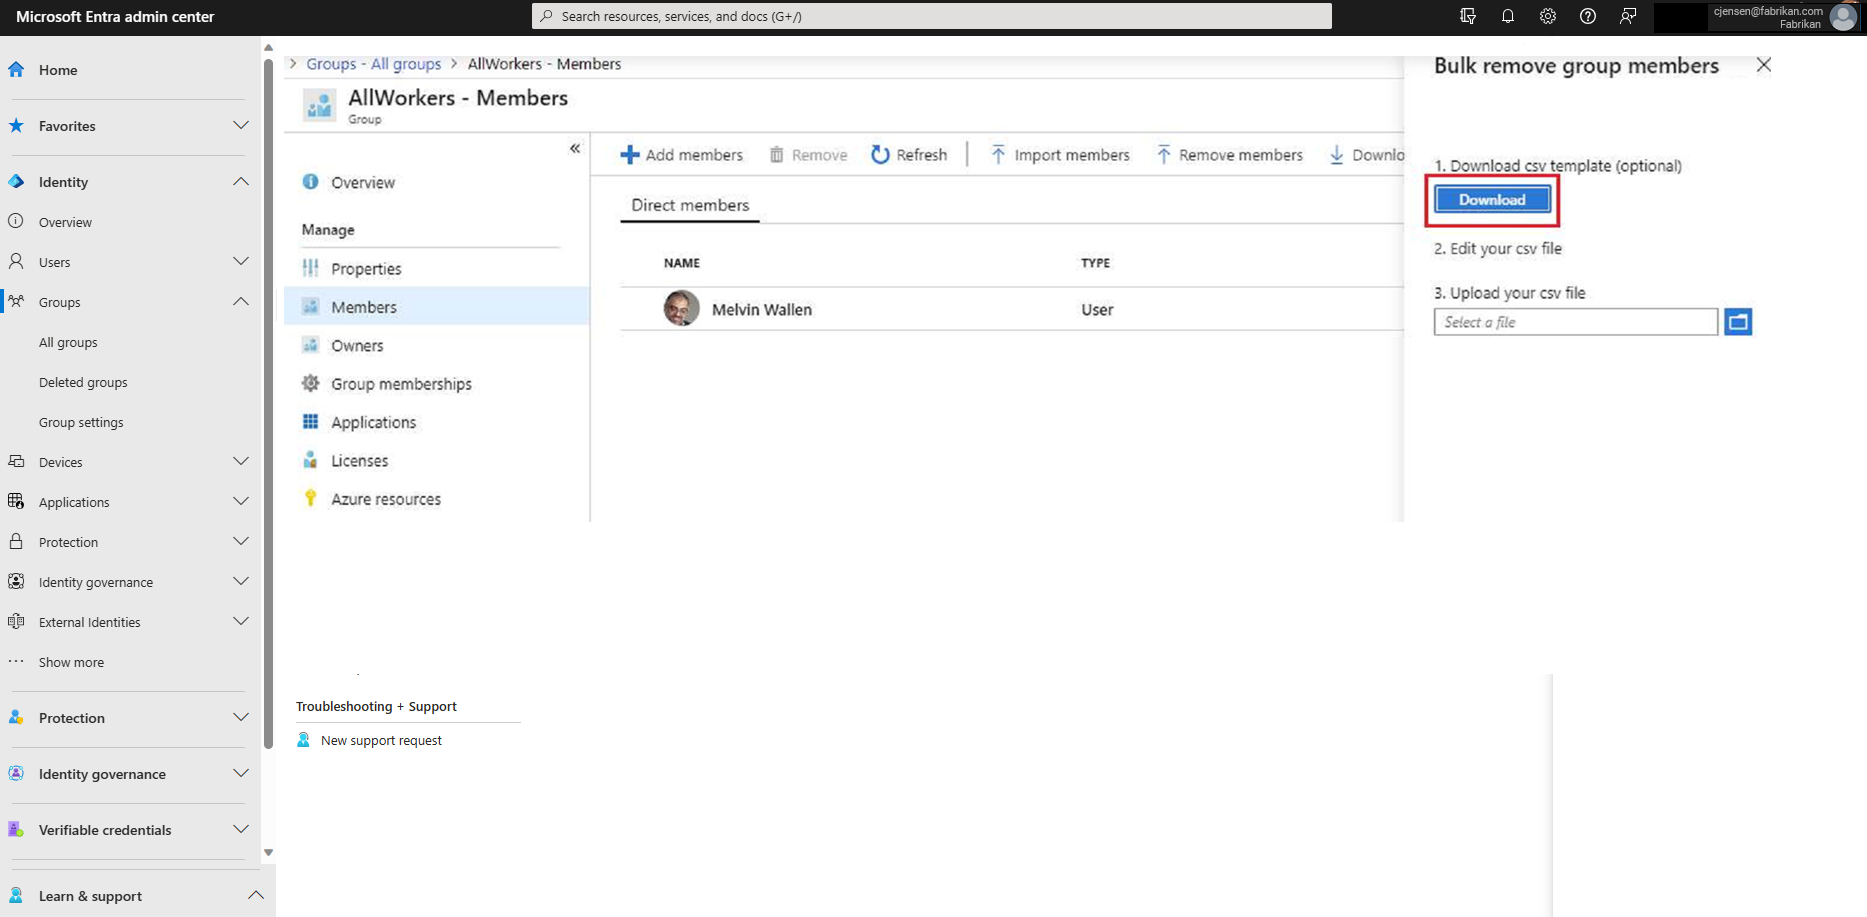 Microsoft Entra admin center
Search resources, services, and docs (G+/)
cjensen@fabrikan.com
Fabrikan
Home
Favorites
Identity
Overview
Users
Groups
All groups
Deleted groups
Group settings
Devices
Applications
Protection
Identity governance
External Identities
Show more
Protection
Identity governance
Verifiable credentials
Learn & support
Groups - All groups > AllWorkers - Members
AllWorkers - Members
Group
«
Overview
Manage
Properties
Members
Owners
Group memberships
Applications
Licenses
Azure resources
Troubleshooting + Support
New support request
Add members
Remove
Refresh
Import members
Remove members
Downlo
Direct members
NAME TYPE
Melvin Wallen User
Bulk remove group members
1. Download csv template (optional)
Download
2. Edit your csv file
3. Upload your csv file
Select a file